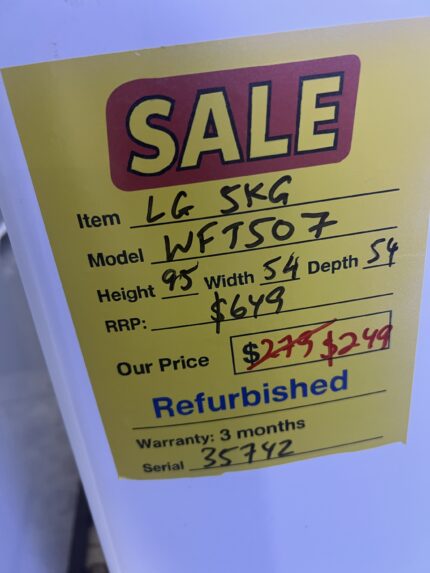 SALE
Item LG 5KG
Model WFT507
Height 95 Width 54 Depth 54
RRP: $649
Our Price $275 $249
Refurbished
Warranty: 3 months
Serial 35742